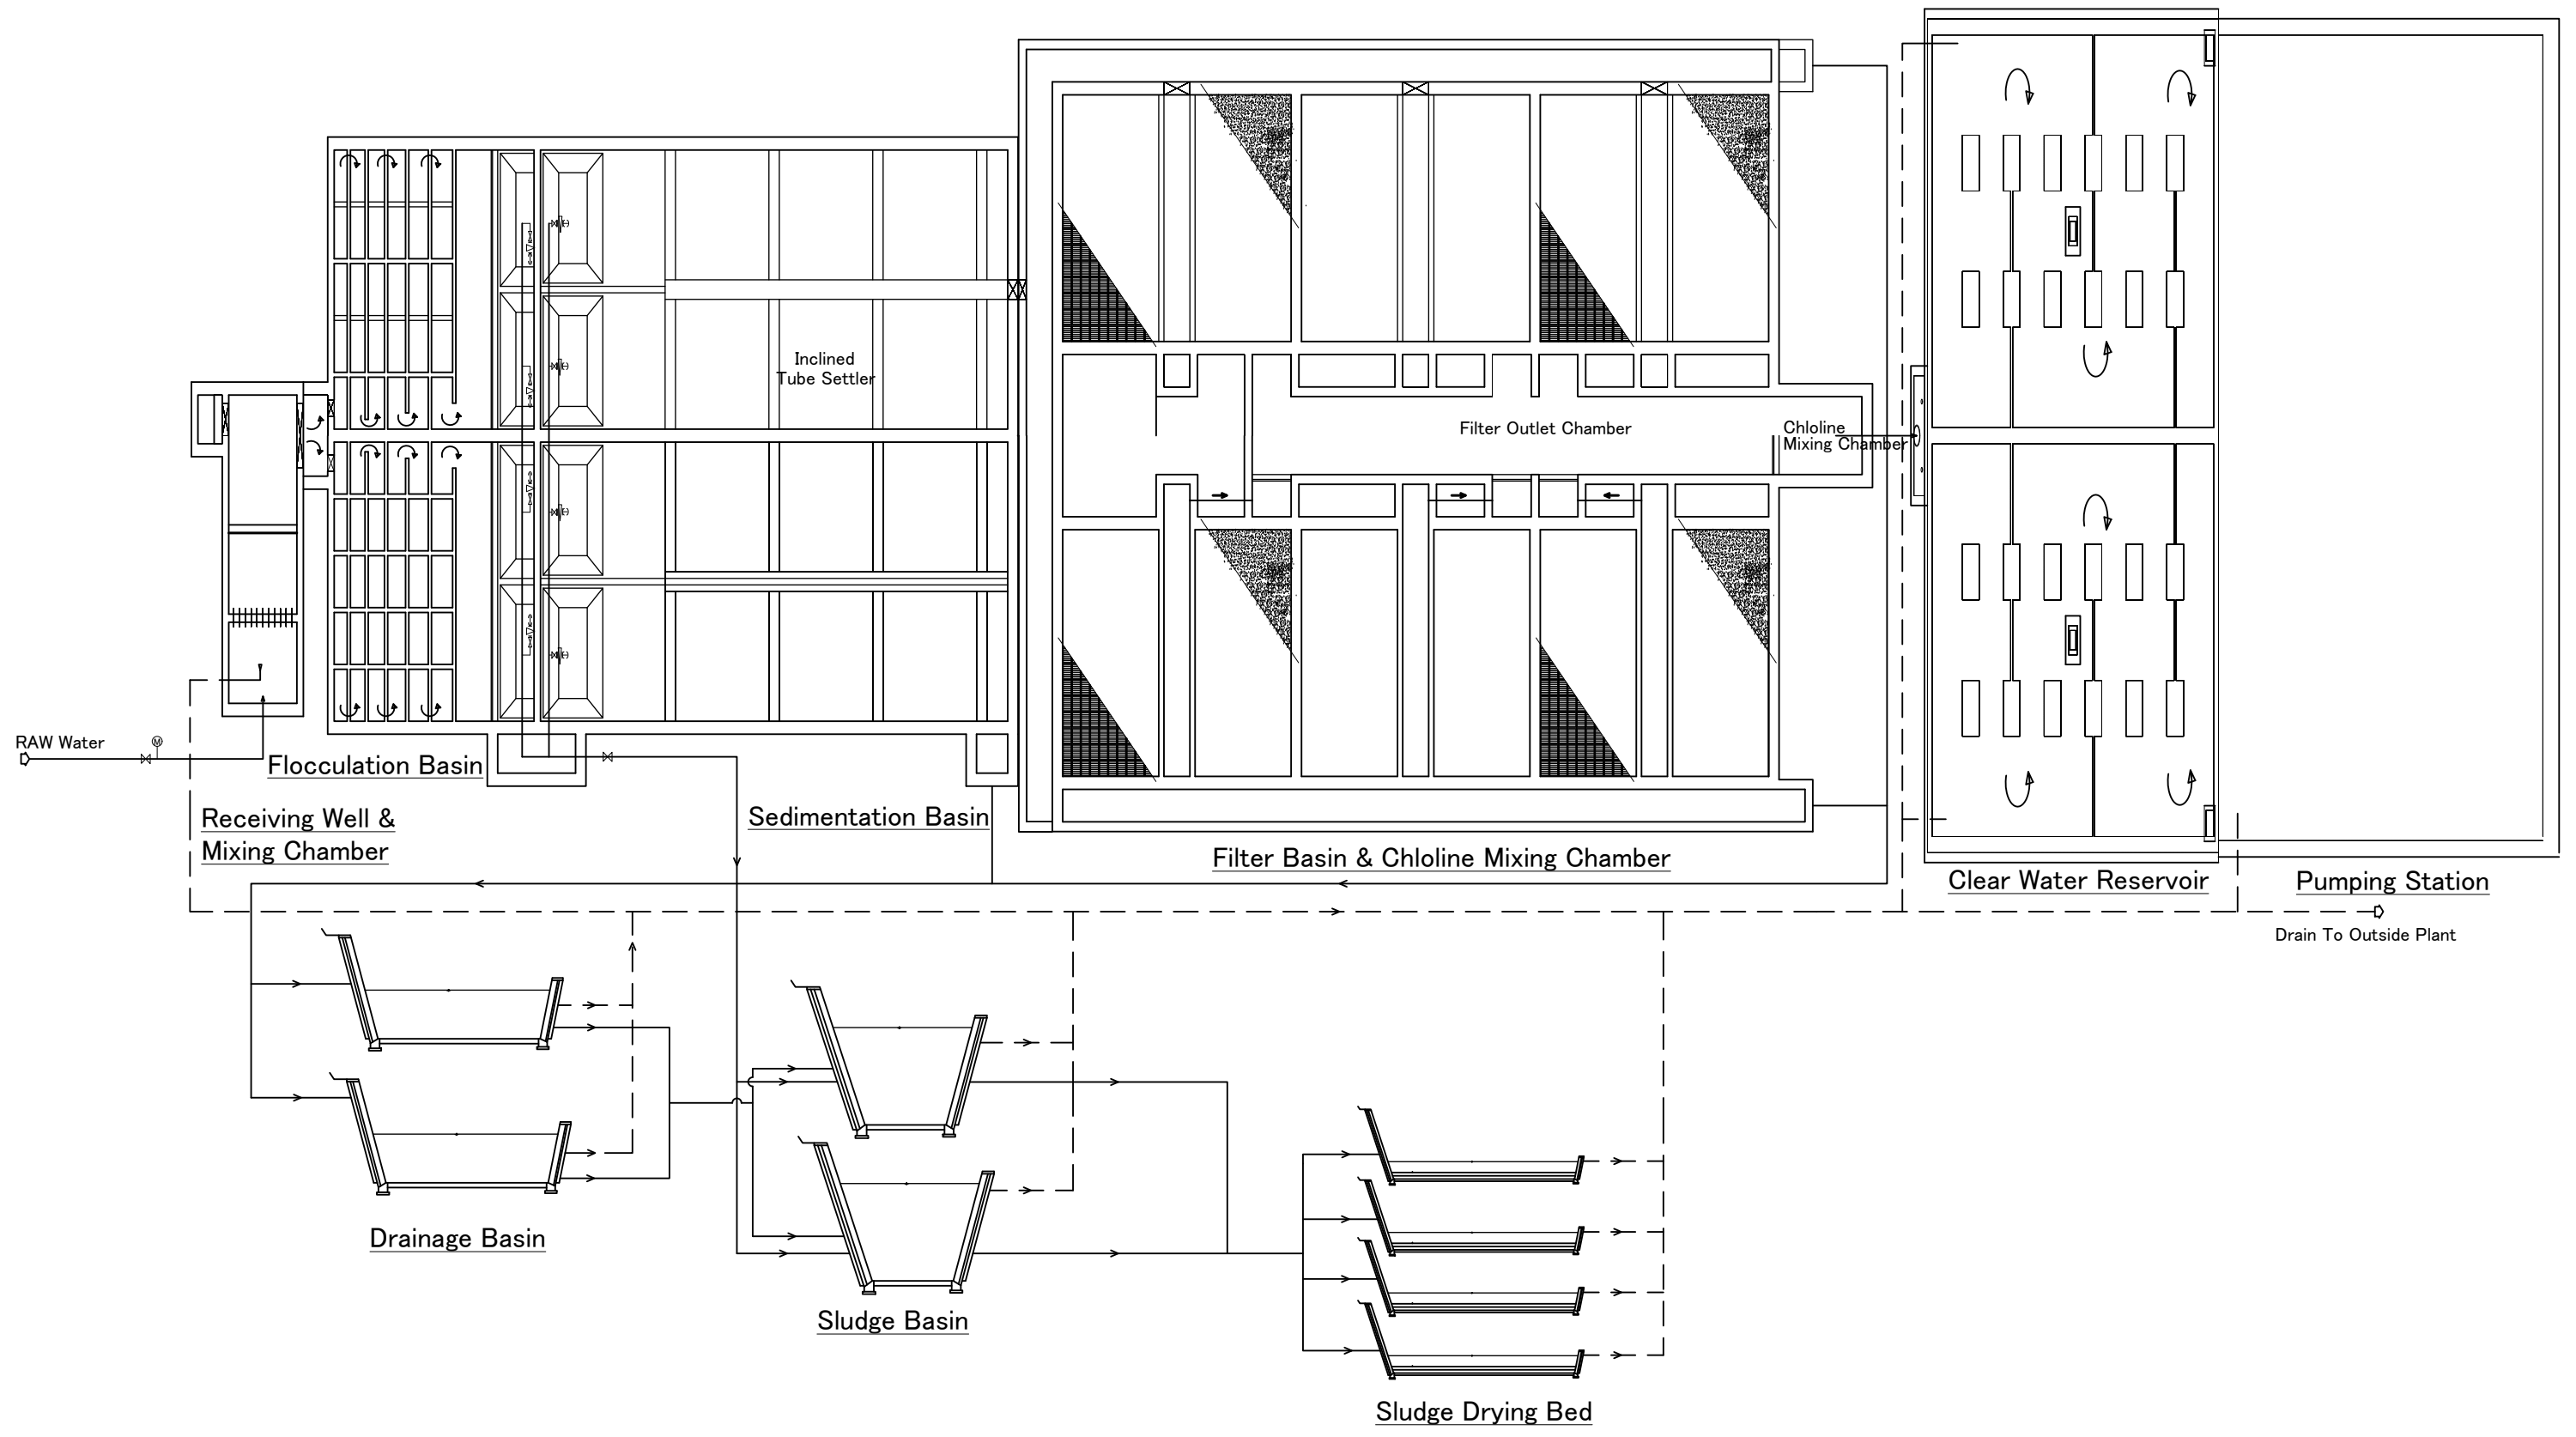 Inclined
Tube Settler
Filter Outlet Chamber
Chloline
Mixing Chamber
RAW Water
M
Flocculation Basin
Receiving Well &
Mixing Chamber
Sedimentation Basin
Filter Basin & Chloline Mixing Chamber
Clear Water Reservoir
Pumping Station
Drain To Outside Plant
Drainage Basin
Sludge Basin
Sludge Drying Bed